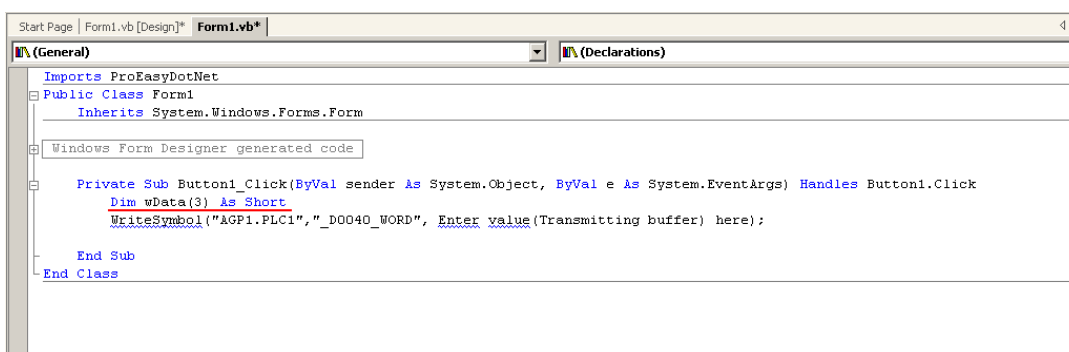 Start Page Form1.vb [Design]* Form1.vb*
(General) (Declarations)
Imports ProEasyDotNet
Public Class Form1
Inherits System.Windows.Forms.Form
Windows Form Designer generated code
Private Sub Button1_Click(ByVal sender As System.Object, ByVal e As System.EventArgs) Handles Button1.Click
Dim wData(3) As Short
WriteSymbol("AGP1.PLC1","_D0040_WORD", Enter value(Transmitting buffer) here);
End Sub
End Class